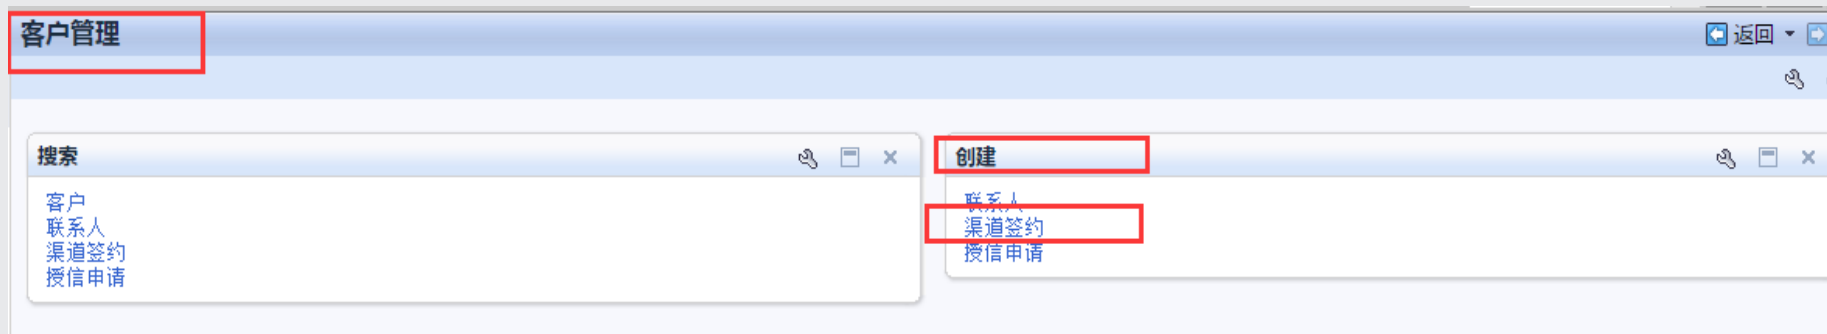 客户管理
返回
搜索
客户
联系人
渠道签约
授信申请
创建
联系人
渠道签约
授信申请